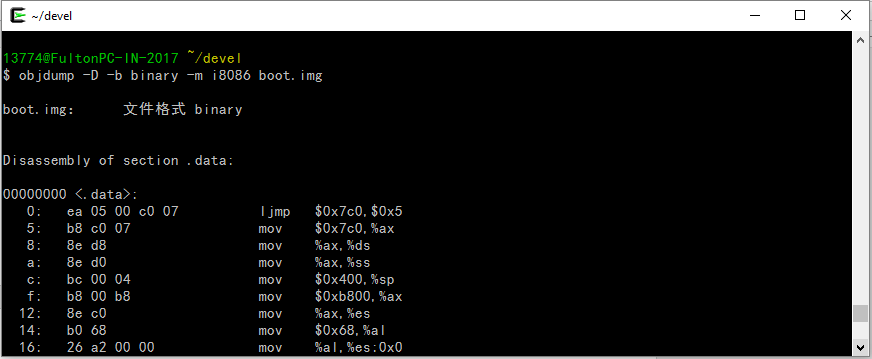 ~/devel
13774@FultonPC-IN-2017 ~/devel
$ objdump -D -b binary -m i8086 boot.img
boot.img:     文件格式 binary
Disassembly of section .data:
00000000 <.data>:
0:   ea 05 00 c0 07          ljmp   $0x7c0,$0x5
5:   b8 c0 07                mov    $0x7c0,%ax
8:   8e d8                   mov    %ax,%ds
a:   8e d0                   mov    %ax,%ss
c:   bc 00 04                mov    $0x400,%sp
f:   b8 00 b8                mov    $0xb800,%ax
12:   8e c0                   mov    %ax,%es
14:   b0 68                   mov    $0x68,%al
16:   26 a2 00 00             mov    %al,%es:0x0